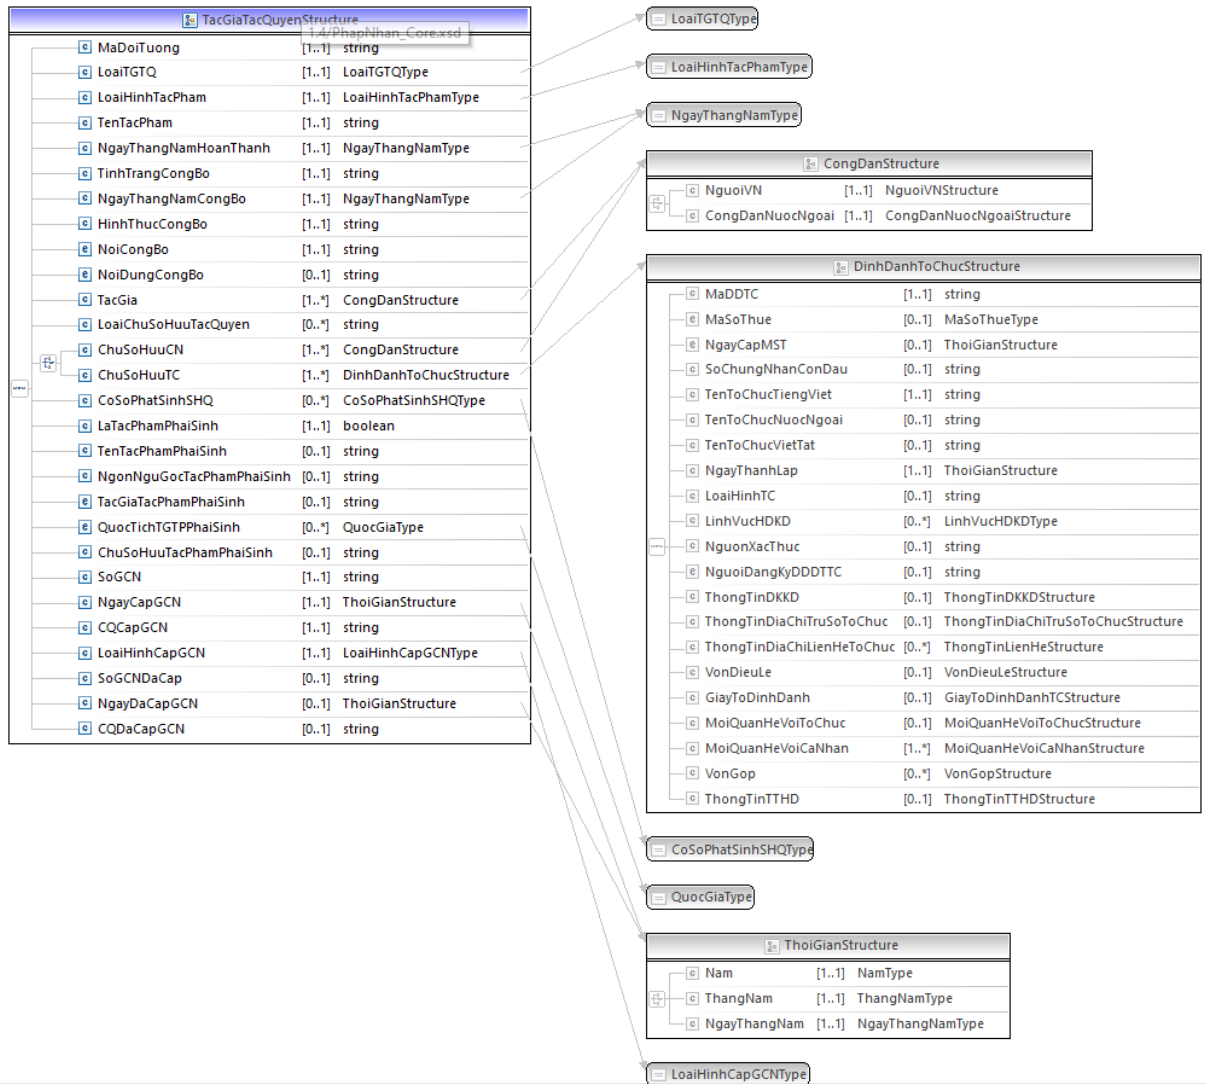 TacGiaTacQuyenStructure
1.4/PhapNhan_Core.xsd
MaDoiTuong [1..1] string
LoaiTGTQ [1..1] LoaiTGTQType
LoaiHinhTacPham [1..1] LoaiHinhTacPhamType
TenTacPham [1..1] string
NgayThangNamHoanThanh [1..1] NgayThangNamType
TinhTrangCongBo [1..1] string
NgayThangNamCongBo [1..1] NgayThangNamType
HinhThucCongBo [1..1] string
NoiCongBo [1..1] string
NoiDungCongBo [0..1] string
TacGia [1..*] CongDanStructure
LoaiChuSoHuuTacQuyen [0..*] string
ChuSoHuuCN [1..*] CongDanStructure
ChuSoHuuTC [1..*] DinhDanhToChucStructure
CoSoPhatSinhSHQ [0..*] CoSoPhatSinhSHQType
LaTacPhamPhaiSinh [1..1] boolean
TenTacPhamPhaiSinh [0..1] string
NgonNguGocTacPhamPhaiSinh [0..1] string
TacGiaTacPhamPhaiSinh [0..1] string
QuocTichTGTPPhaiSinh [0..*] QuocGiaType
ChuSoHuuTacPhamPhaiSinh [0..1] string
SoGCN [1..1] string
NgayCapGCN [1..1] ThoiGianStructure
CQCapGCN [1..1] string
LoaiHinhCapGCN [1..1] LoaiHinhCapGCNType
SoGCNDaCap [0..1] string
NgayDaCapGCN [0..1] ThoiGianStructure
CQDaCapGCN [0..1] string
LoaiTGTQType
LoaiHinhTacPhamType
NgayThangNamType
CongDanStructure
NguoiVN [1..1] NguoiVNStructure
CongDanNuocNgoai [1..1] CongDanNuocNgoaiStructure
DinhDanhToChucStructure
MaDDTC [1..1] string
MaSoThue [0..1] MaSoThueType
NgayCapMST [0..1] ThoiGianStructure
SoChungNhanConDau [0..1] string
TenToChucTiengViet [1..1] string
TenToChucNuocNgoai [0..1] string
TenToChucVietTat [0..1] string
NgayThanhLap [1..1] ThoiGianStructure
LoaiHinhTC [0..1] string
LinhVucHDKD [0..*] LinhVucHDKDType
NguonXacThuc [0..1] string
NguoiDangKyDDDTTC [0..1] string
ThongTinDKKD [0..1] ThongTinDKKDStructure
ThongTinDiaChiTruSoToChuc [0..1] ThongTinDiaChiTruSoToChucStructure
ThongTinDiaChiLienHeToChuc [0..*] ThongTinLienHeStructure
VonDieuLe [0..1] VonDieuLeStructure
GiayToDinhDanh [0..1] GiayToDinhDanhTCStructure
MoiQuanHeVoiToChuc [0..1] MoiQuanHeVoiToChucStructure
MoiQuanHeVoiCaNhan [1..*] MoiQuanHeVoiCaNhanStructure
VonGop [0..*] VonGopStructure
ThongTinTTHD [0..1] ThongTinTTHDStructure
CoSoPhatSinhSHQType
QuocGiaType
ThoiGianStructure
Nam [1..1] NamType
ThangNam [1..1] ThangNamType
NgayThangNam [1..1] NgayThangNamType
LoaiHinhCapGCNType